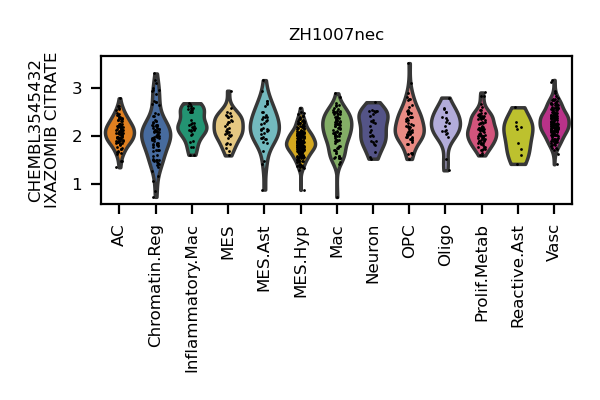 ZH1007nec
CHEMBL3545432
IXAZOMIB CITRATE
3
2
1
AC
Chromatin.Reg
Inflammatory.Mac
MES
MES.Ast
MES.Hyp
Mac
Neuron
OPC
Oligo
Prolif.Metab
Reactive.Ast
Vasc